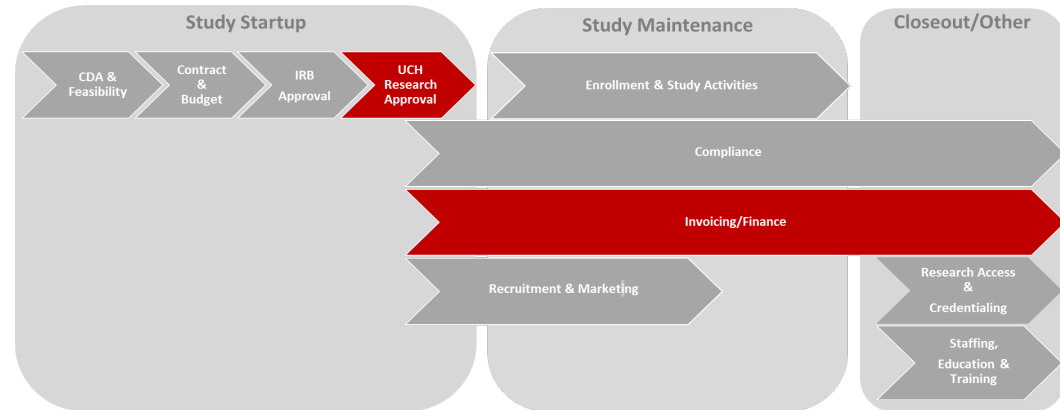 Study Startup
Study Maintenance
Closeout/Other
CDA &
Feasibility
Contract
&
Budget
IRB
Approval
UCH
Research
Approval
Enrollment & Study Activities
Compliance
Invoicing/Finance
Recruitment & Marketing
Research Access
&
Credentialing
Staffing,
Education &
Training